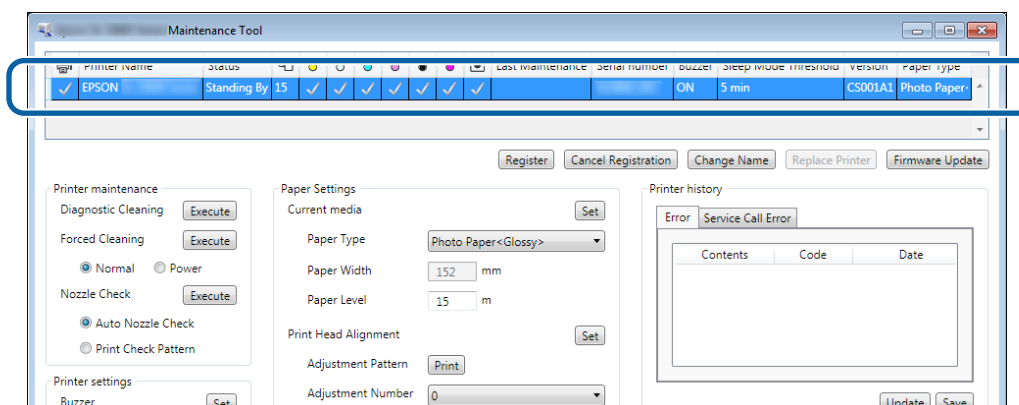 Maintenance Tool
Printer Name Status Last Maintenance Serial number Buzzer Sleep Mode Threshold Version Paper Type
EPSON Standing By 15 ON 5 min CS001A1 Photo Paper
Register Cancel Registration Change Name Replace Printer Firmware Update
Printer maintenance
Diagnostic Cleaning Execute
Forced Cleaning Execute
Normal Power
Nozzle Check Execute
Auto Nozzle Check
Print Check Pattern
Printer settings
Buzzer Set
Paper Settings
Current media Set
Paper Type Photo Paper<Glossy>
Paper Width 152 mm
Paper Level 15 m
Print Head Alignment Set
Adjustment Pattern Print
Adjustment Number 0
Printer history
Error Service Call Error
Contents Code Date
Update Save